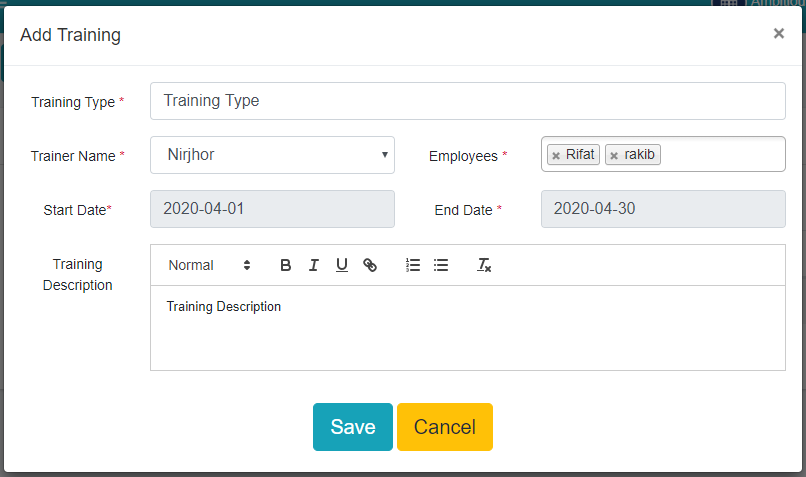 Ambitiou
Add Training ×
Training Type * Training Type
Trainer Name * Nirjhor Employees * × Rifat × rakib
Start Date* 2020-04-01 End Date * 2020-04-30
Training
Description
Normal B I U
Training Description
Save Cancel